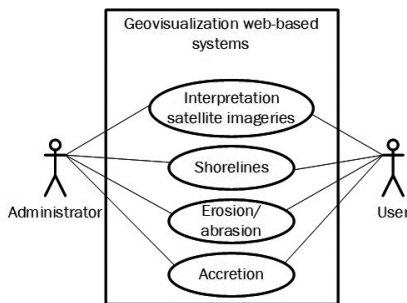 Geovisualization web-based
systems
Interpretation
satellite imageries
Shorelines
Administrator
User
Erosion/
abrasion
Accretion